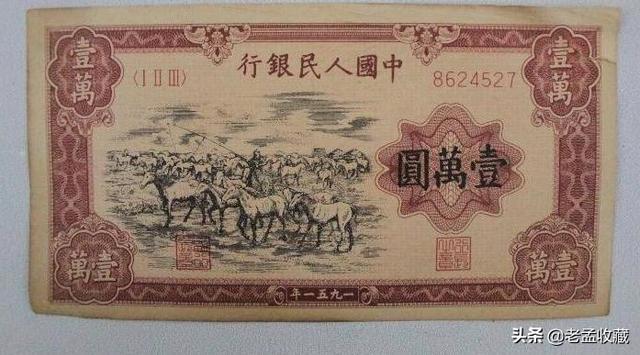 壹萬
中國人民銀行
壹萬
〈I II III〉
8624527
壹萬圓
壹萬
一九五一年
壹萬
头条 @老孟收藏